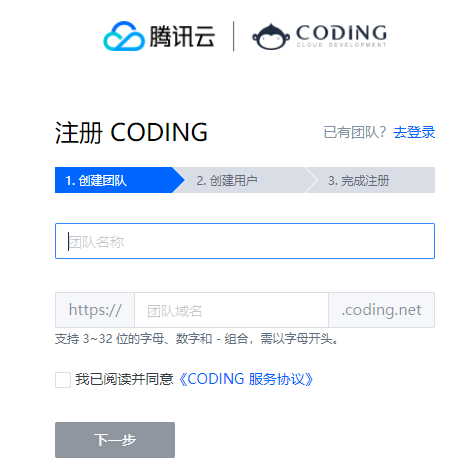 腾讯云 CODING
CLOUD DEVELOPMENT
注册 CODING 已有团队？去登录
1. 创建团队 2. 创建用户 3. 完成注册
团队名称
https:// 团队域名 .coding.net
支持 3~32 位的字母、数字和 - 组合，需以字母开头。
我已阅读并同意《CODING 服务协议》
下一步